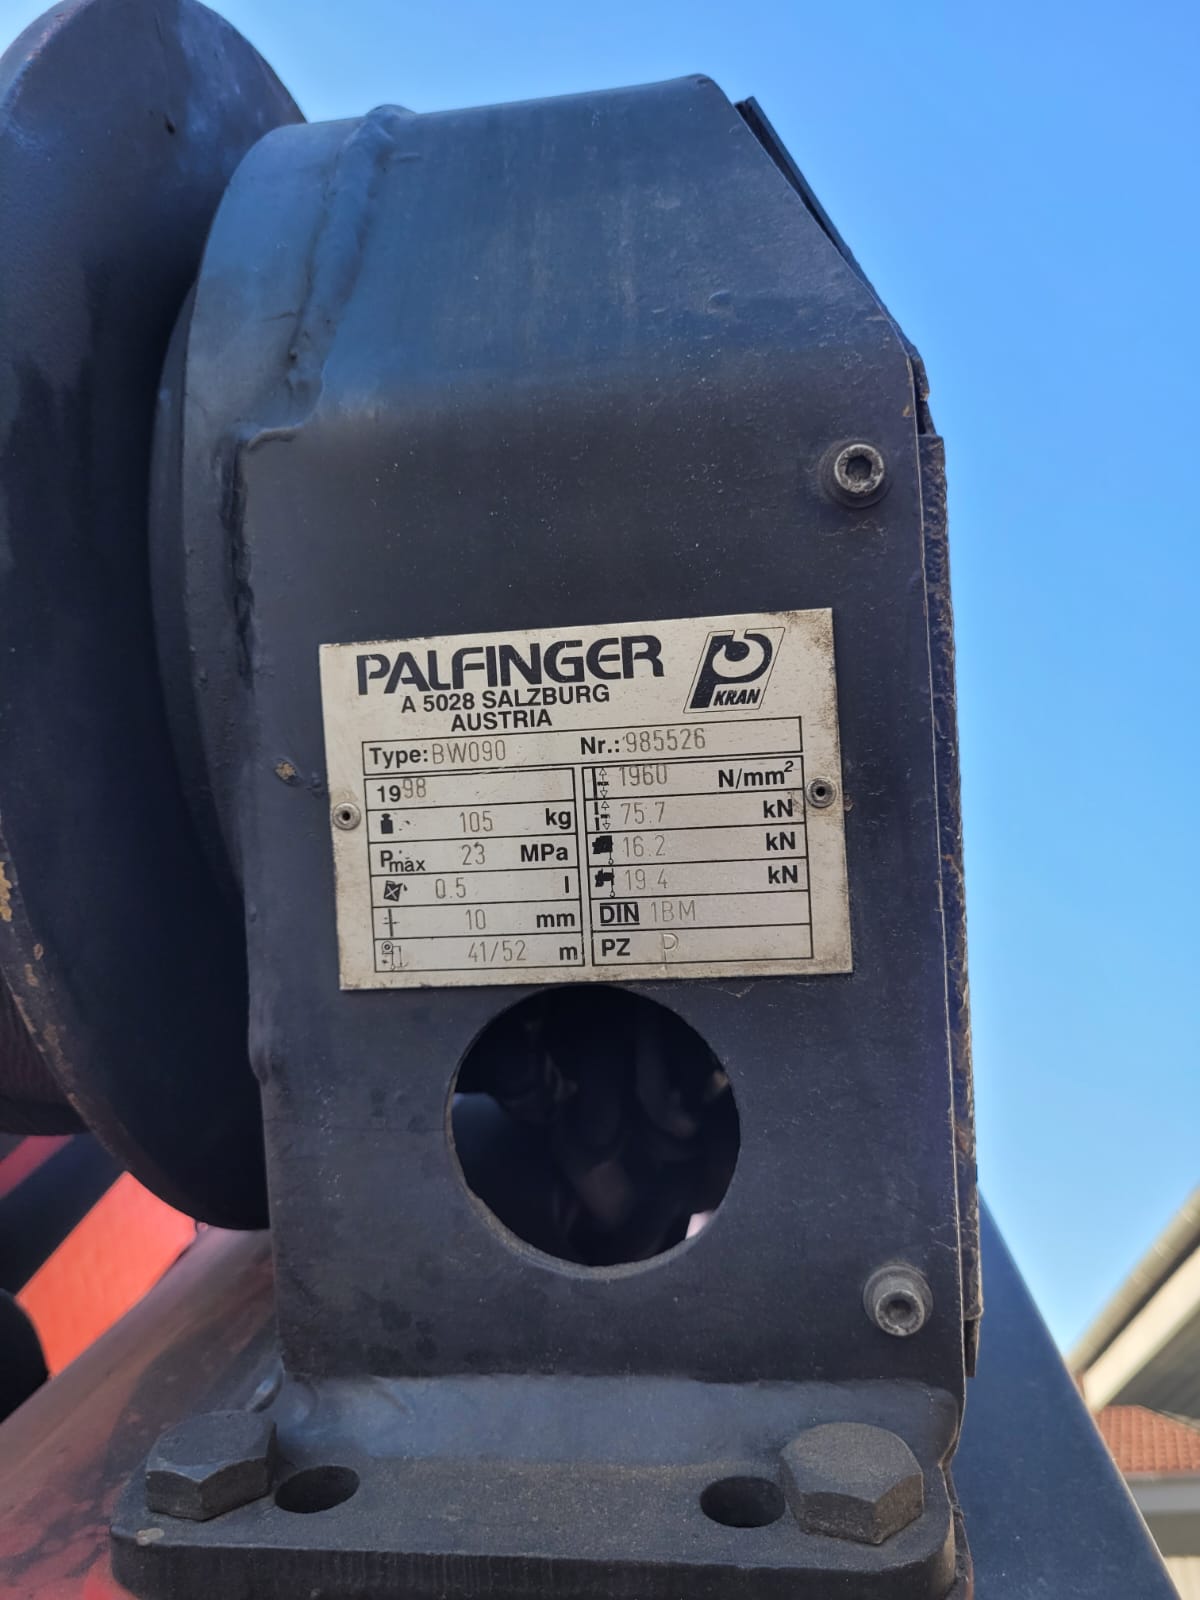 PALFINGER
A 5028 SALZBURG
AUSTRIA
P KRAN
Type: BW090 Nr.: 985526
1998
105 kg
Pmax 23 MPa
0.5 l
10 mm
41/52 m
1960 N/mm²
75.7 kN
16.2 kN
19.4 kN
DIN 1BM
PZ P